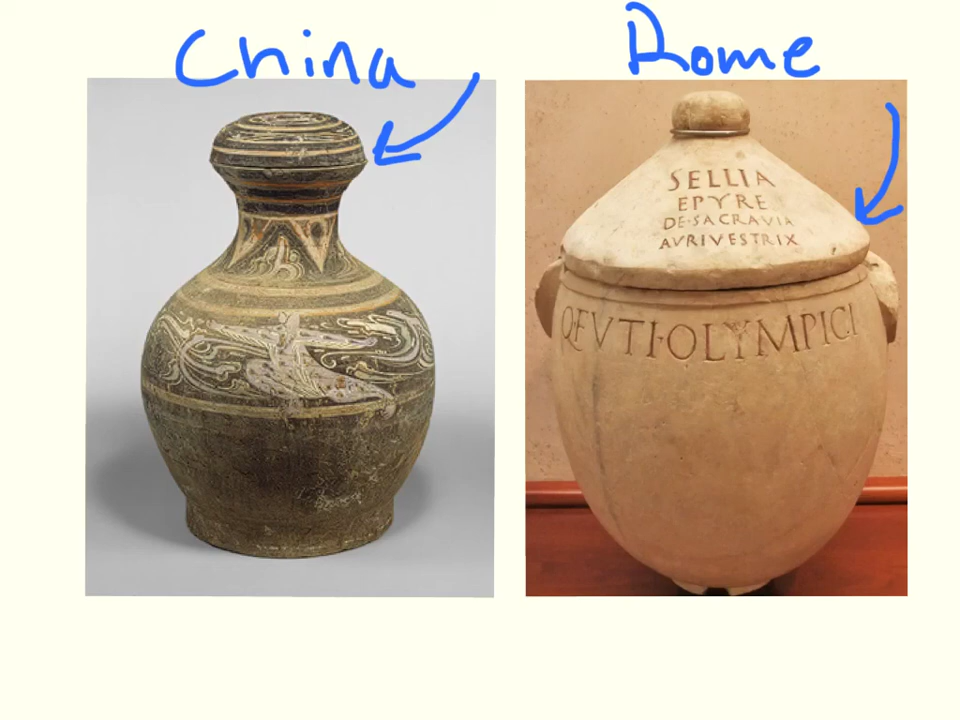 China
Rome
SELLIA
EPYRE
DE·SACRAVIA
AVRIVESTRIX
Q·FVTI·OLYMPICI